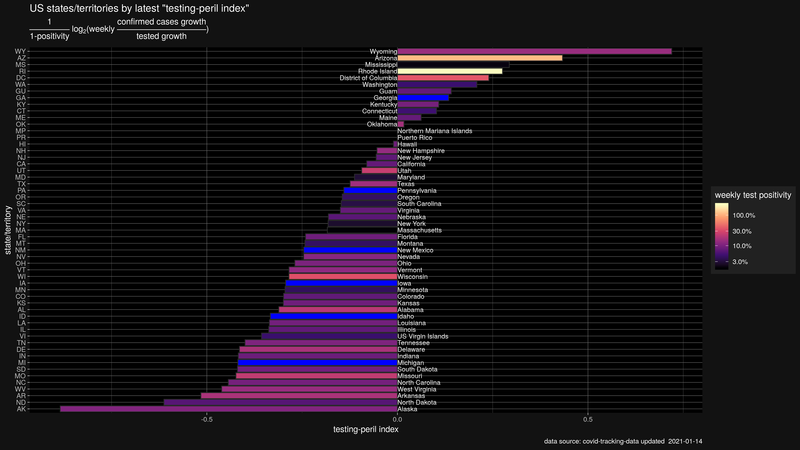 US states/territories by latest "testing-peril index"
1
1-positivity
log2(weekly
confirmed cases growth
tested growth
)
WY Wyoming
AZ Arizona
MS Mississippi
RI Rhode Island
DC District of Columbia
WA Washington
GU Guam
GA Georgia
KY Kentucky
CT Connecticut
ME Maine
OK Oklahoma
MP Northern Mariana Islands
PR Puerto Rico
HI Hawaii
NH New Hampshire
NJ New Jersey
CA California
UT Utah
MD Maryland
TX Texas
PA Pennsylvania
OR Oregon
SC South Carolina
VA Virginia
NE Nebraska
NY New York
MA Massachusetts
FL Florida
MT Montana
NM New Mexico
NV Nevada
OH Ohio
VT Vermont
WI Wisconsin
IA Iowa
MN Minnesota
CO Colorado
KS Kansas
AL Alabama
ID Idaho
LA Louisiana
IL Illinois
VI US Virgin Islands
TN Tennessee
DE Delaware
IN Indiana
MI Michigan
SD South Dakota
MO Missouri
NC North Carolina
WV West Virginia
AR Arkansas
ND North Dakota
AK Alaska
state/territory
-0.5 0.0 0.5
testing-peril index
weekly test positivity
100.0%
30.0%
10.0%
3.0%
data source: covid-tracking-data updated 2021-01-14